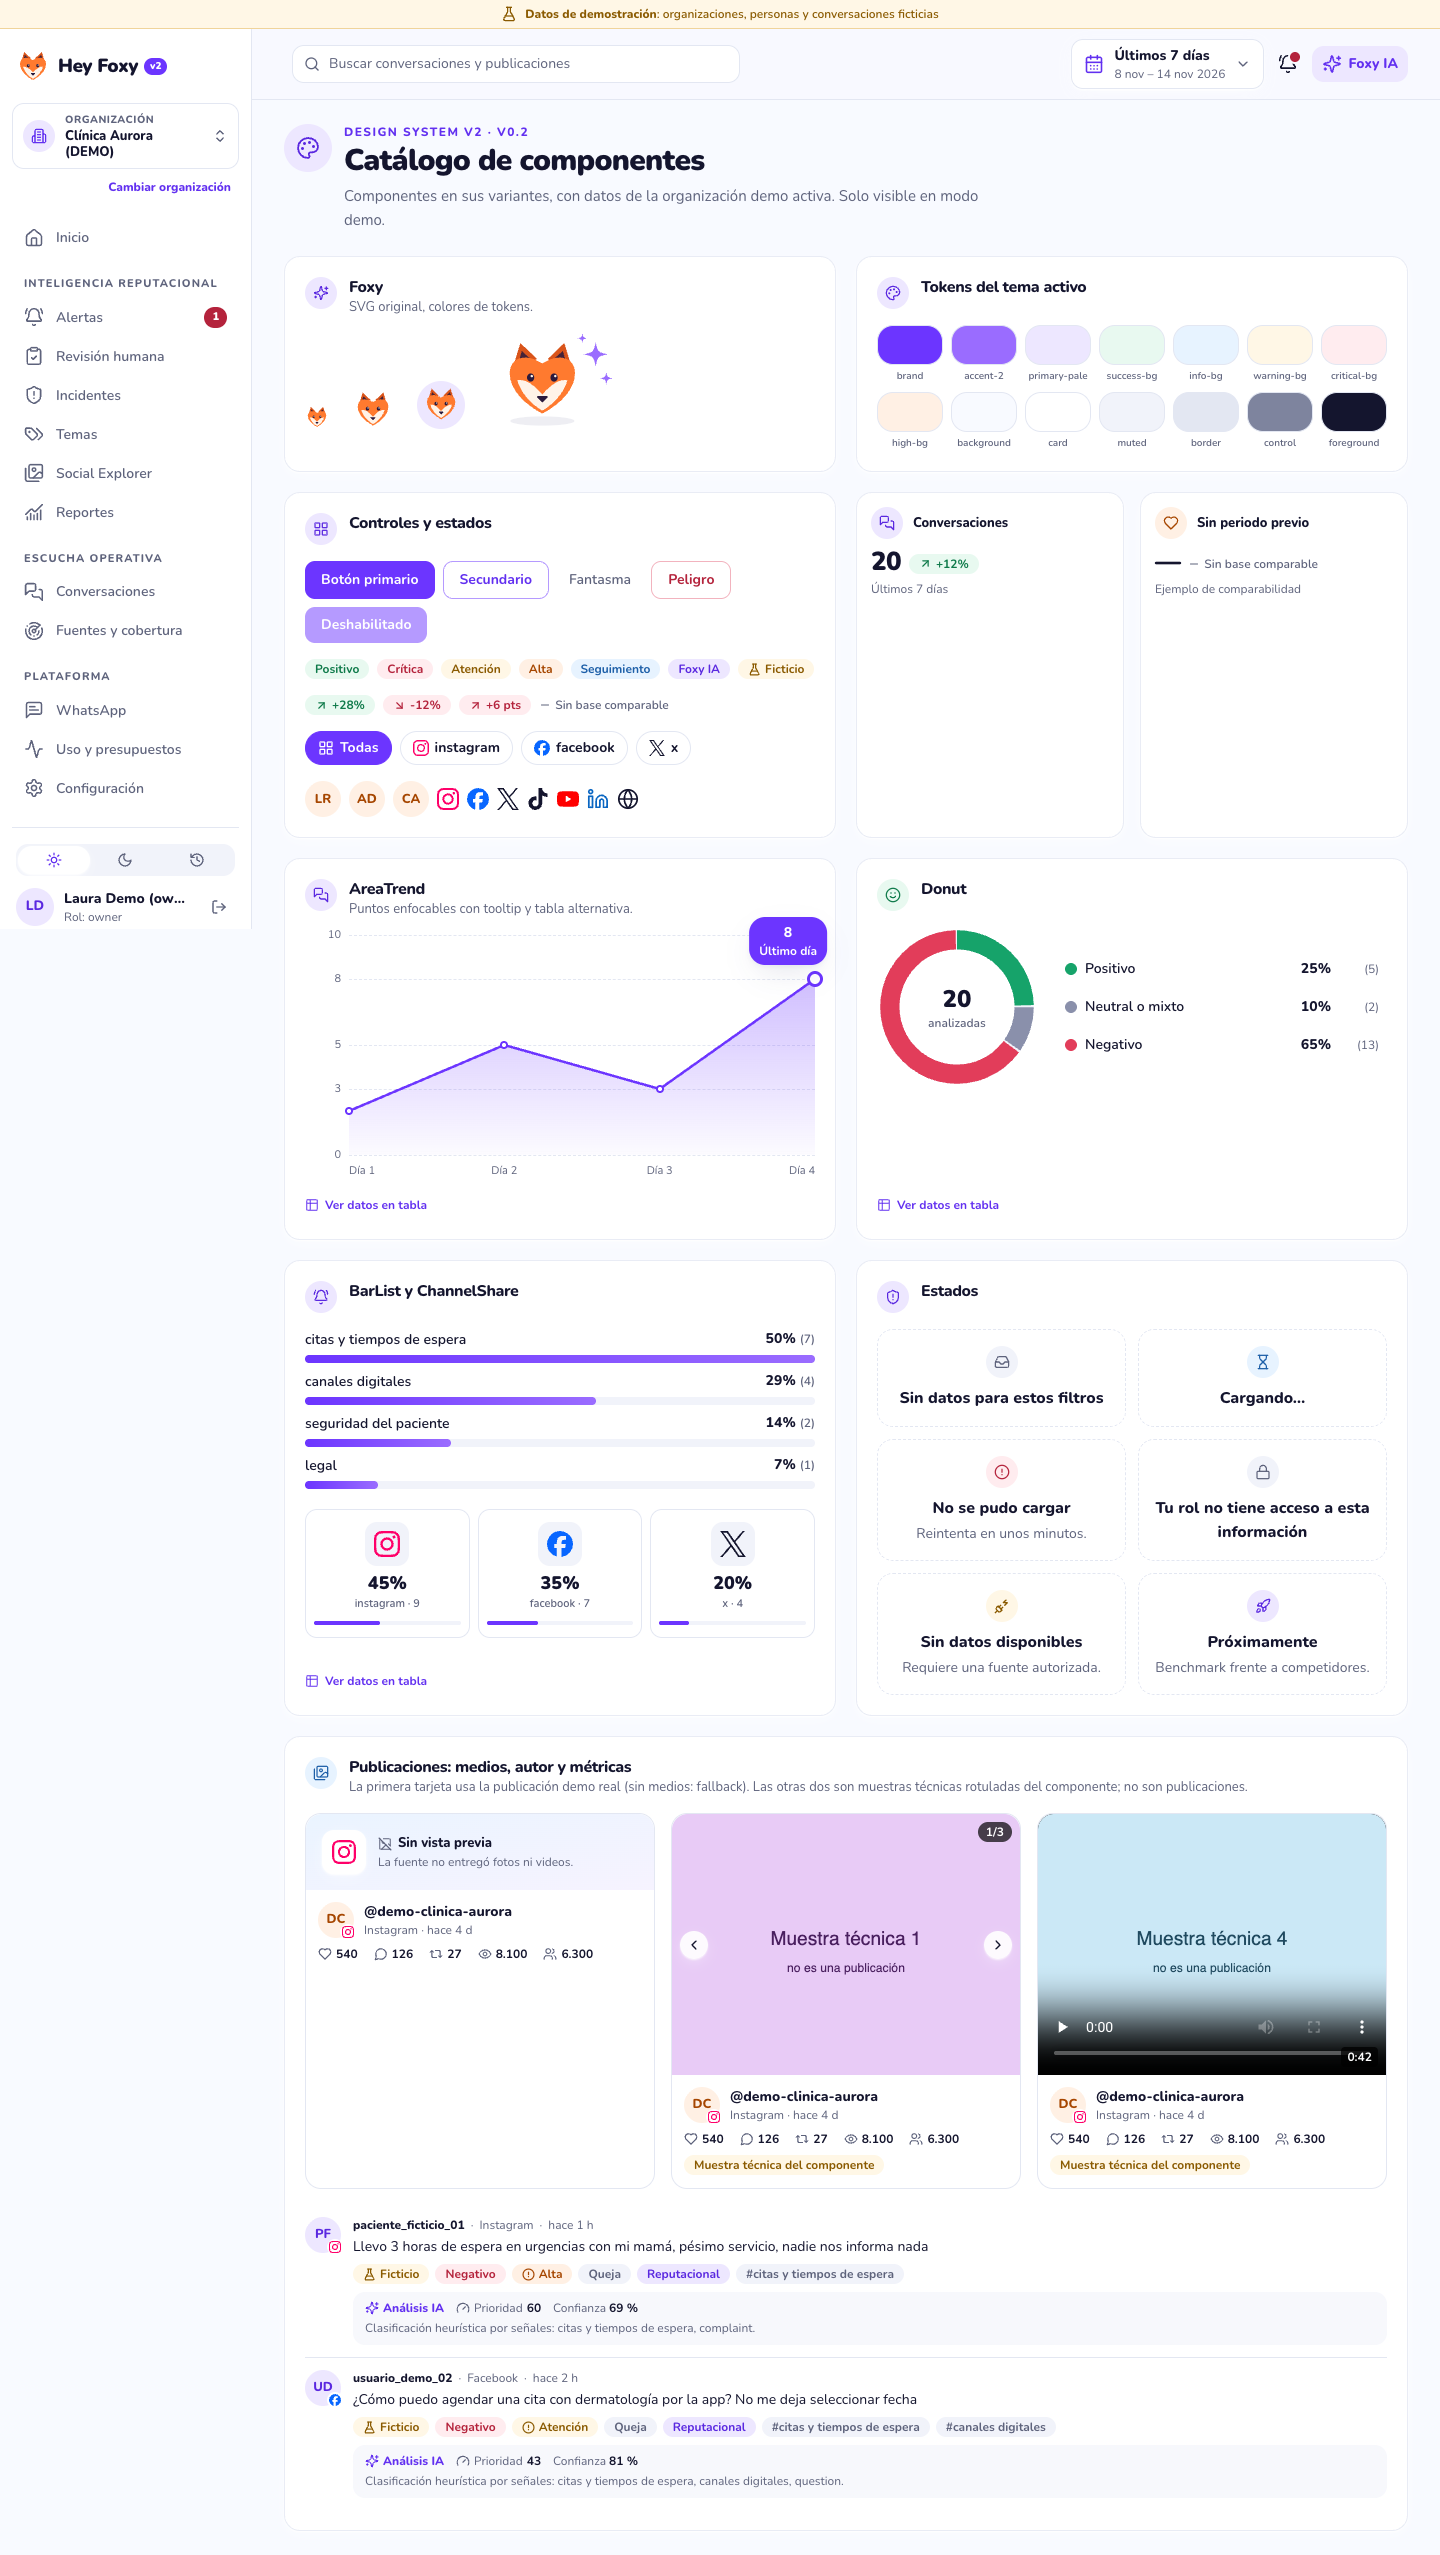 Datos de demostración: organizaciones, personas y conversaciones ficticias
Hey Foxy v2
ORGANIZACIÓN
Clínica Aurora
(DEMO)
Cambiar organización
Inicio
INTELIGENCIA REPUTACIONAL
Alertas 1
Revisión humana
Incidentes
Temas
Social Explorer
Reportes
ESCUCHA OPERATIVA
Conversaciones
Fuentes y cobertura
PLATAFORMA
WhatsApp
Uso y presupuestos
Configuración
LD
Laura Demo (ow...
Rol: owner
Buscar conversaciones y publicaciones
Últimos 7 días
8 nov – 14 nov 2026
Foxy IA
DESIGN SYSTEM V2 · V0.2
Catálogo de componentes
Componentes en sus variantes, con datos de la organización demo activa. Solo visible en modo
demo.
Foxy
SVG original, colores de tokens.
Tokens del tema activo
brand accent-2 primary-pale success-bg info-bg warning-bg critical-bg
high-bg background card muted border control foreground
Controles y estados
Botón primario Secundario Fantasma Peligro
Deshabilitado
Positivo Crítica Atención Alta Seguimiento Foxy IA Ficticio
+28% -12% +6 pts – Sin base comparable
Todas instagram facebook x
LR AD CA
Conversaciones
20 +12%
Últimos 7 días
Sin periodo previo
— – Sin base comparable
Ejemplo de comparabilidad
AreaTrend
Puntos enfocables con tooltip y tabla alternativa.
8
Último día
10
8
5
3
0
Día 1 Día 2 Día 3 Día 4
Ver datos en tabla
Donut
20
analizadas
Positivo 25% (5)
Neutral o mixto 10% (2)
Negativo 65% (13)
Ver datos en tabla
BarList y ChannelShare
citas y tiempos de espera 50% (7)
canales digitales 29% (4)
seguridad del paciente 14% (2)
legal 7% (1)
45% 35% 20%
instagram · 9 facebook · 7 x · 4
Ver datos en tabla
Estados
Sin datos para estos filtros
Cargando...
No se pudo cargar
Reintenta en unos minutos.
Tu rol no tiene acceso a esta
información
Sin datos disponibles
Requiere una fuente autorizada.
Próximamente
Benchmark frente a competidores.
Publicaciones: medios, autor y métricas
La primera tarjeta usa la publicación demo real (sin medios: fallback). Las otras dos son muestras técnicas rotuladas del componente; no son publicaciones.
Sin vista previa
La fuente no entregó fotos ni videos.
DC
@demo-clinica-aurora
Instagram · hace 4 d
540 126 27 8.100 6.300
1/3
Muestra técnica 1
no es una publicación
DC
@demo-clinica-aurora
Instagram · hace 4 d
540 126 27 8.100 6.300
Muestra técnica del componente
Muestra técnica 4
no es una publicación
0:00
0:42
DC
@demo-clinica-aurora
Instagram · hace 4 d
540 126 27 8.100 6.300
Muestra técnica del componente
PF
paciente_ficticio_01 · Instagram · hace 1 h
Llevo 3 horas de espera en urgencias con mi mamá, pésimo servicio, nadie nos informa nada
Ficticio Negativo Alta Queja Reputacional #citas y tiempos de espera
Análisis IA Prioridad 60 Confianza 69 %
Clasificación heurística por señales: citas y tiempos de espera, complaint.
UD
usuario_demo_02 · Facebook · hace 2 h
¿Cómo puedo agendar una cita con dermatología por la app? No me deja seleccionar fecha
Ficticio Negativo Atención Queja Reputacional #citas y tiempos de espera #canales digitales
Análisis IA Prioridad 43 Confianza 81 %
Clasificación heurística por señales: citas y tiempos de espera, canales digitales, question.